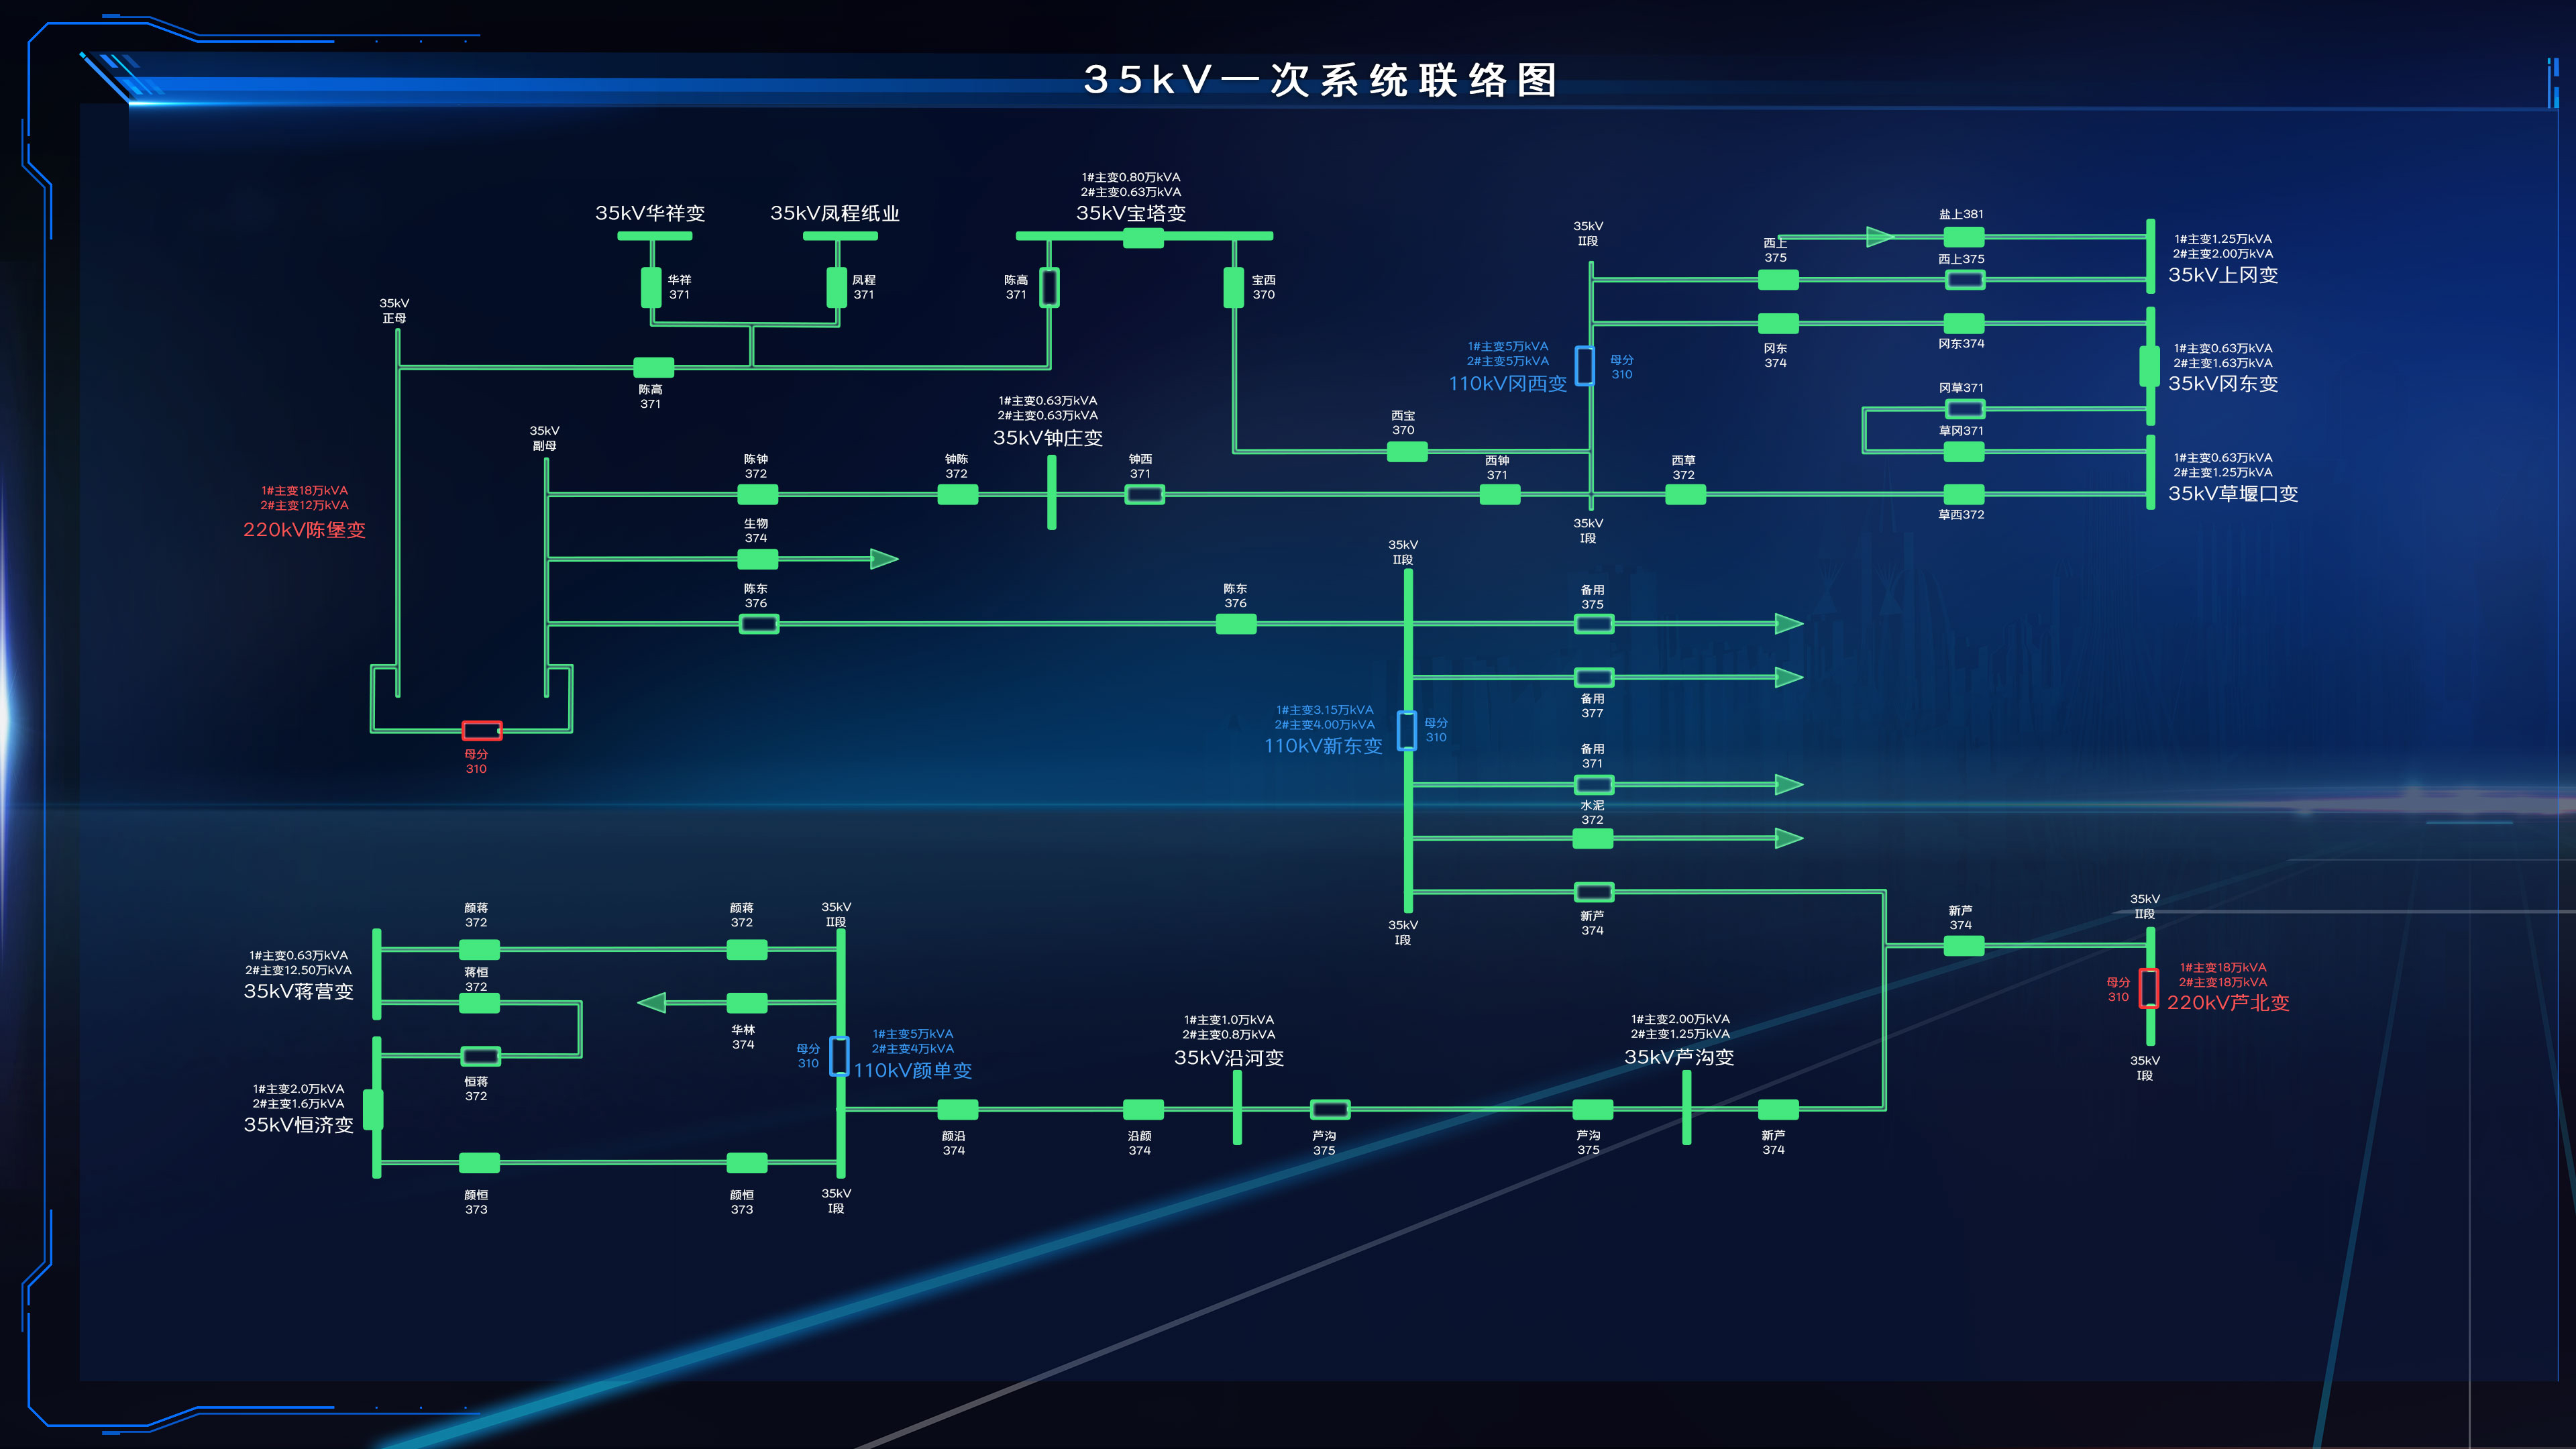 35kV一次系统联络图
1#主变0.80万kVA
2#主变0.63万kVA
35kV华祥变
35kV凤程纸业
35kV宝塔变
华祥
371
凤程
371
陈高
371
宝西
370
35kV
正母
陈高
371
35kV
副母
1#主变18万kVA
2#主变12万kVA
220kV陈堡变
陈钟
372
钟陈
372
1#主变0.63万kVA
2#主变0.63万kVA
35kV钟庄变
钟西
371
生物
374
陈东
376
陈东
376
母分
310
35kV
II段
1#主变5万kVA
2#主变5万kVA
110kV冈西变
母分
310
西宝
370
西钟
371
西草
372
35kV
I段
西上
375
盐上381
西上375
1#主变1.25万kVA
2#主变2.00万kVA
35kV上冈变
冈东
374
冈东374
1#主变0.63万kVA
2#主变1.63万kVA
35kV冈东变
冈草371
草冈371
1#主变0.63万kVA
2#主变1.25万kVA
35kV草堰口变
草西372
35kV
II段
备用
375
备用
377
1#主变3.15万kVA
2#主变4.00万kVA
110kV新东变
母分
310
备用
371
水泥
372
新芦
374
35kV
I段
新芦
374
35kV
II段
1#主变18万kVA
2#主变18万kVA
220kV芦北变
母分
310
35kV
I段
颜蒋
372
颜蒋
372
35kV
II段
1#主变0.63万kVA
2#主变12.50万kVA
35kV蒋营变
蒋恒
372
华林
374
恒蒋
372
母分
310
1#主变5万kVA
2#主变4万kVA
110kV颜单变
1#主变2.0万kVA
2#主变1.6万kVA
35kV恒济变
颜恒
373
颜恒
373
35kV
I段
颜沿
374
沿颜
374
1#主变1.0万kVA
2#主变0.8万kVA
35kV沿河变
芦沟
375
芦沟
375
1#主变2.00万kVA
2#主变1.25万kVA
35kV芦沟变
新芦
374